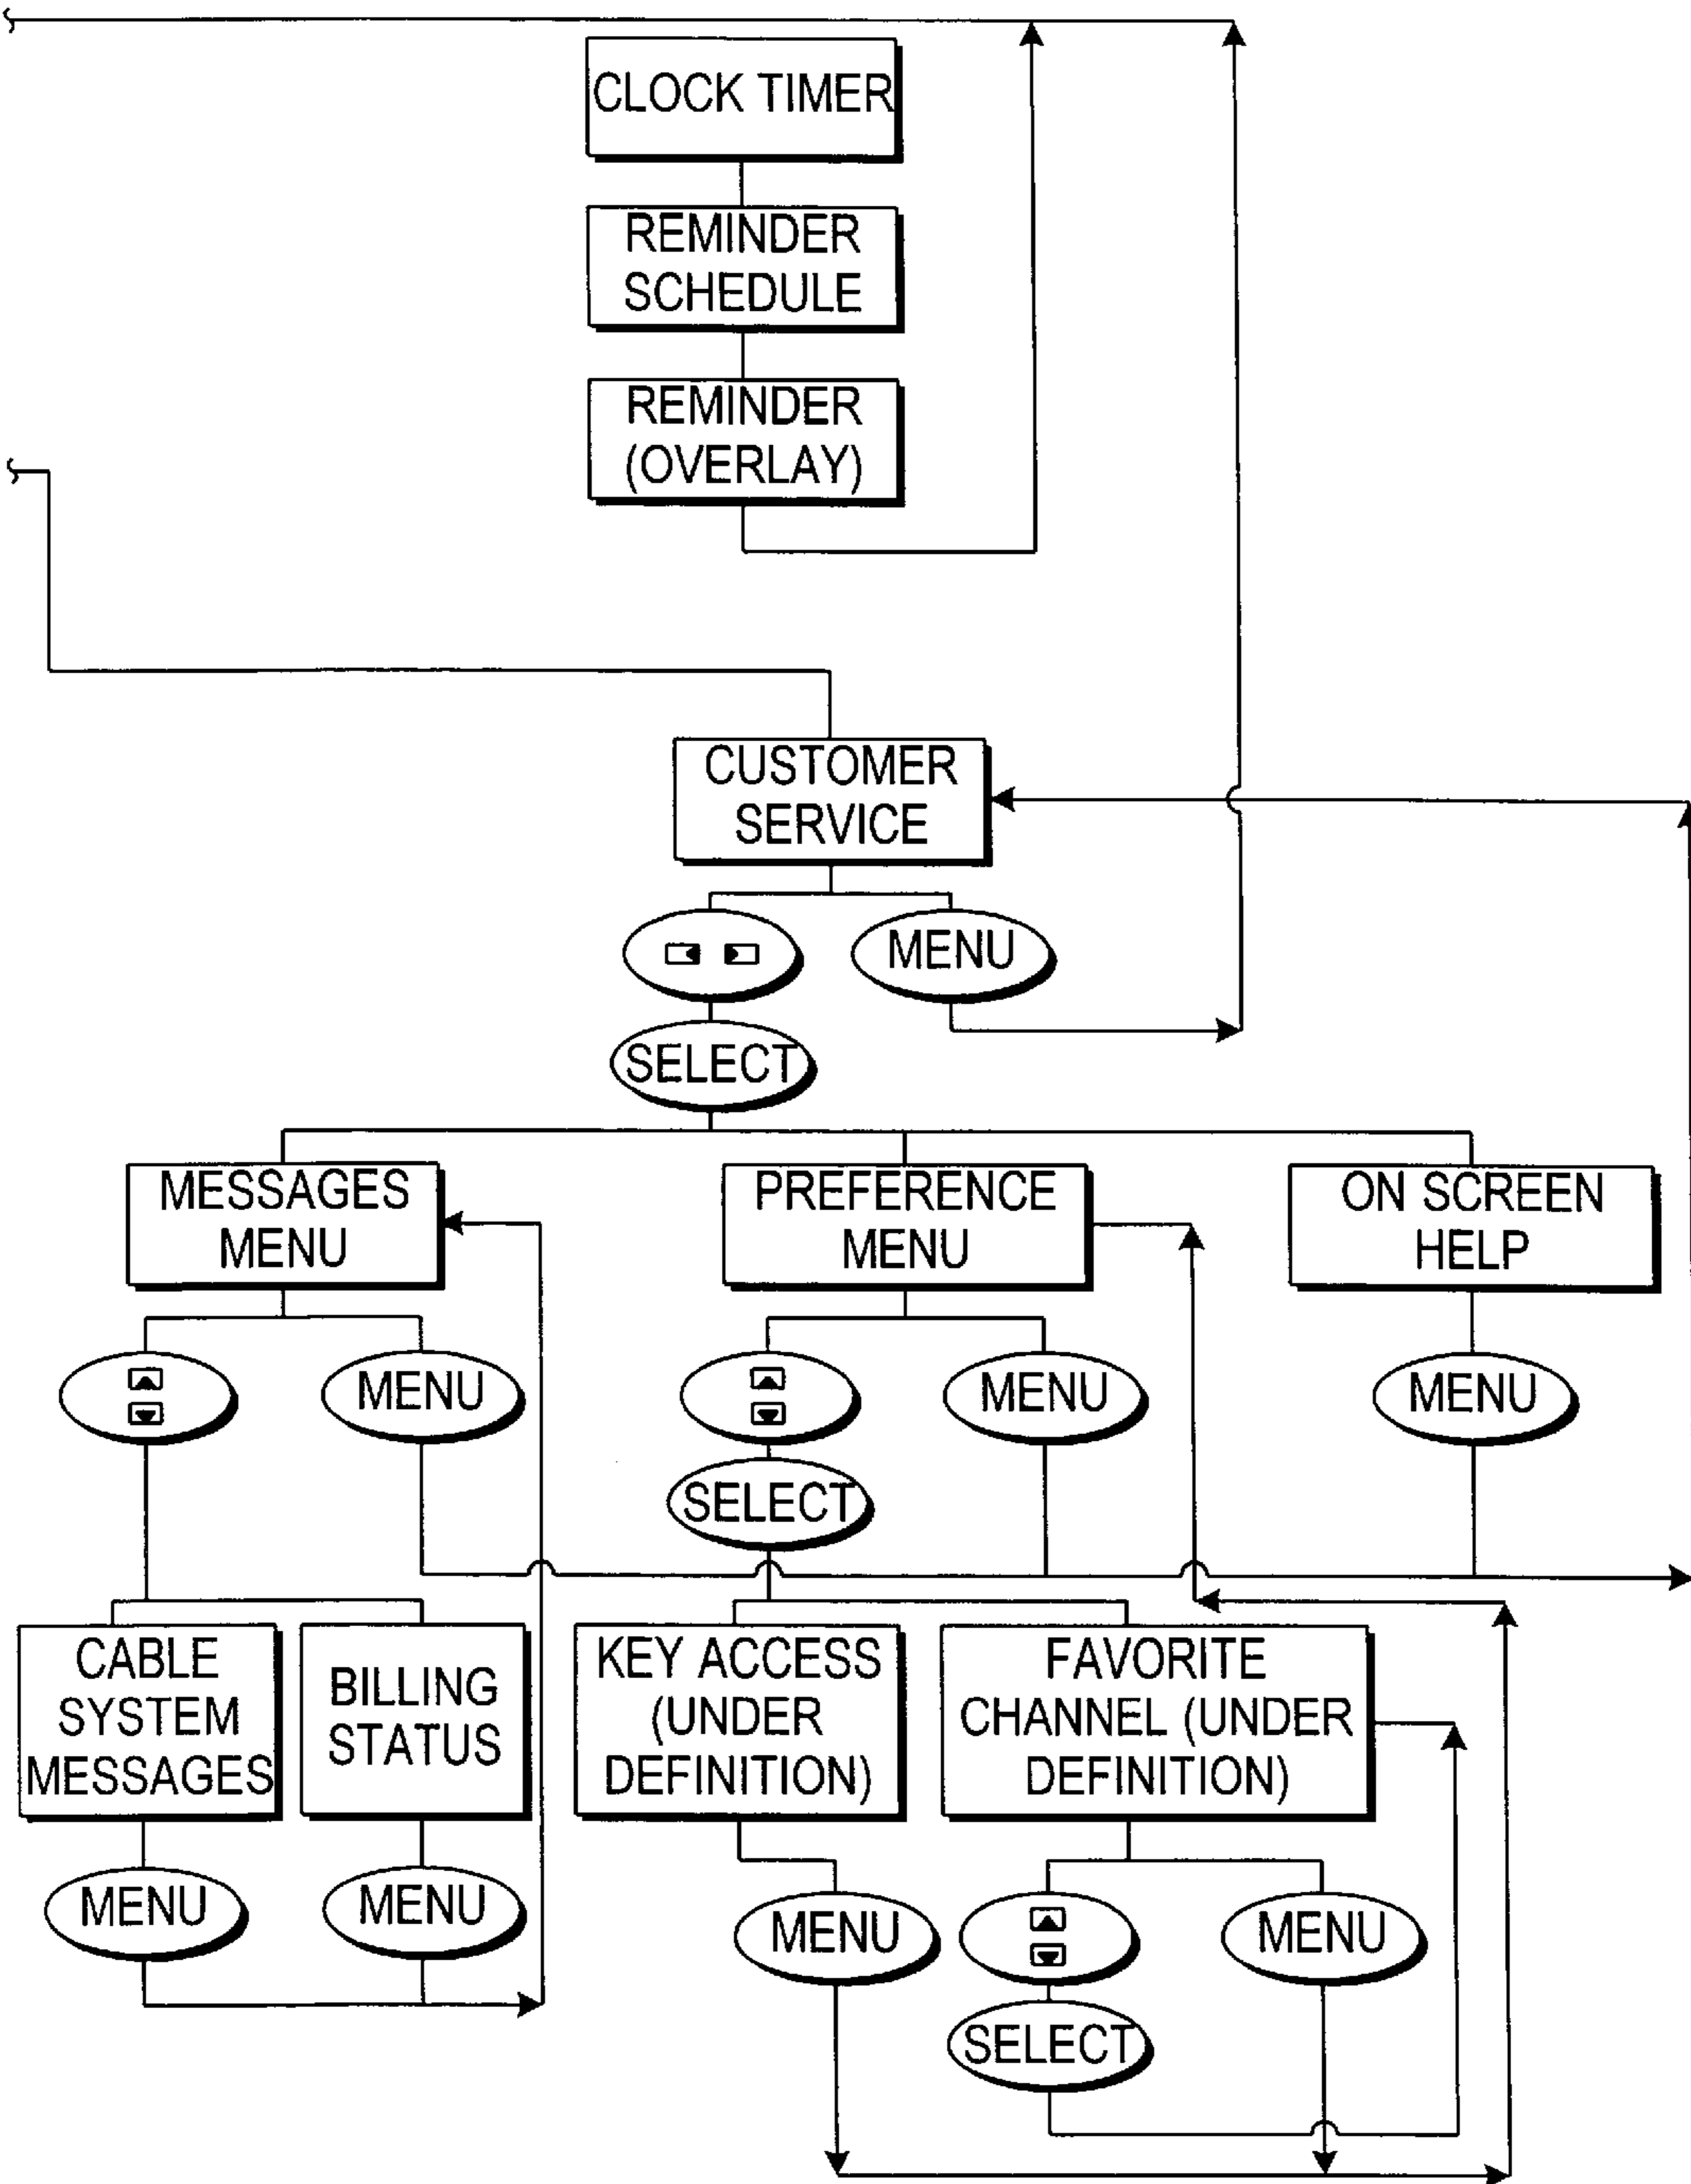 CLOCK TIMER
REMINDER
SCHEDULE
REMINDER
(OVERLAY)
CUSTOMER
SERVICE
MENU
SELECT
MESSAGES
MENU
PREFERENCE
MENU
ON SCREEN
HELP
MENU
MENU
MENU
SELECT
CABLE
SYSTEM
MESSAGES
BILLING
STATUS
KEY ACCESS
(UNDER
DEFINITION)
FAVORITE
CHANNEL (UNDER
DEFINITION)
MENU
MENU
MENU
MENU
SELECT